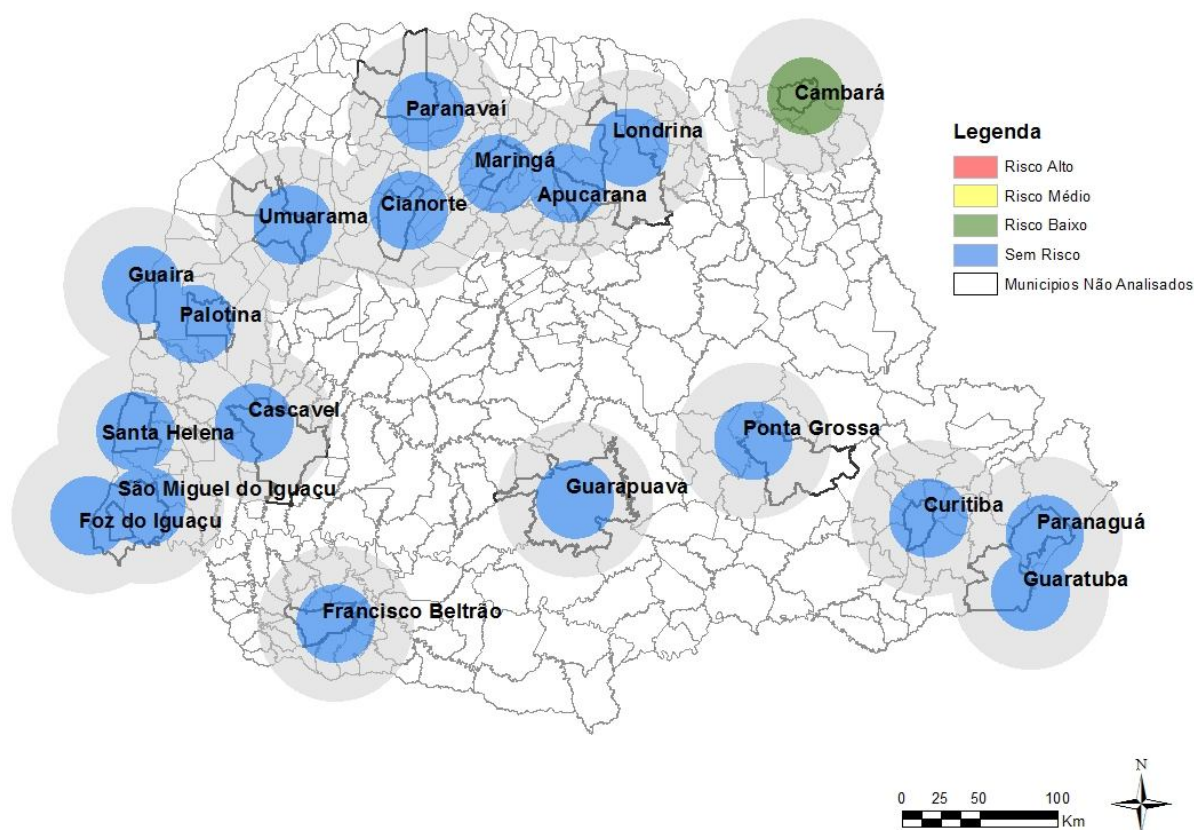 Cambará
Paranavaí
Londrina
Legenda
Maringá
Risco Alto
Apucarana
Risco Médio
Umuarama
Cianorte
Risco Baixo
Sem Risco
Guaira
Municipios Não Analisados
Palotina
Cascavel
Santa Helena
Ponta Grossa
São Miguel do Iguaçu
Guarapuava
Foz do Iguaçu
Curitiba
Paranaguá
Guaratuba
Francisco Beltrão
N
0 25 50 100
Km